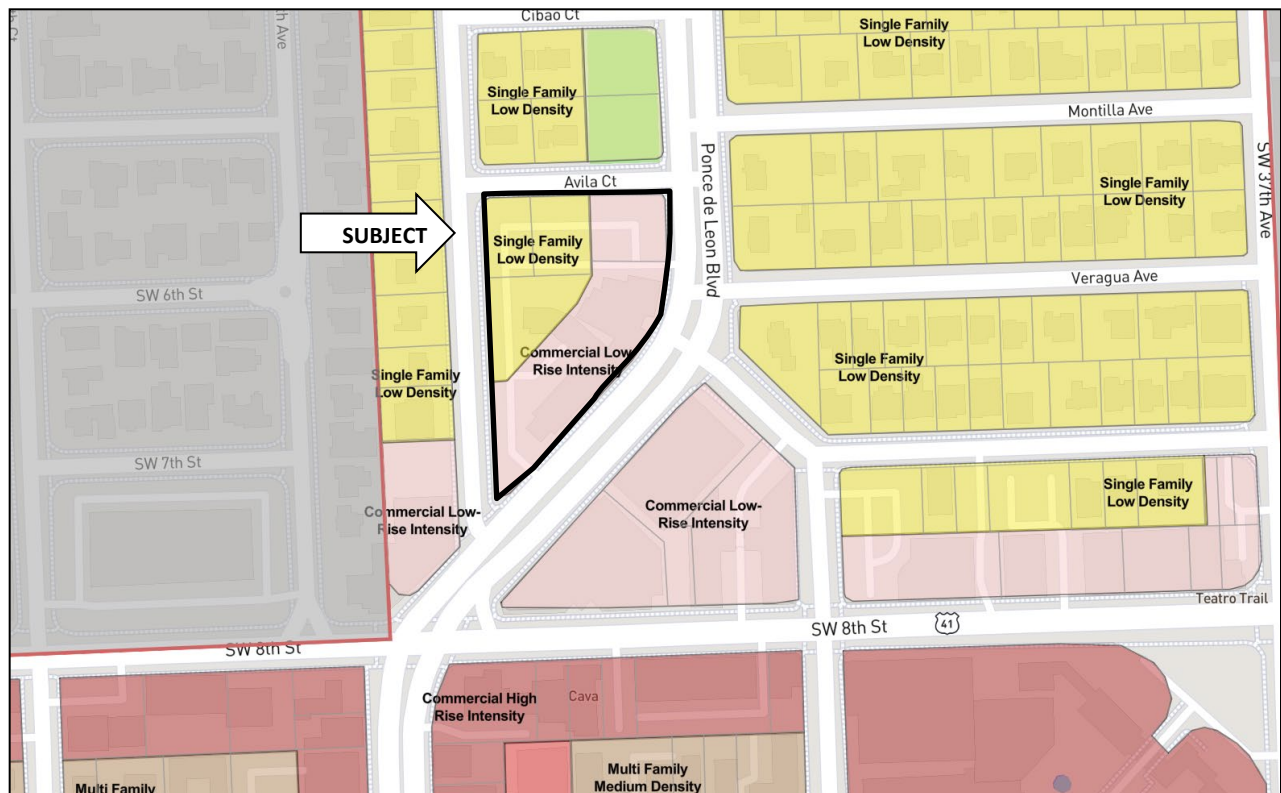 Cibao Ct
Ct
Ave
Single Family
Low Density
Single Family
Low Density
Montilla Ave
Ponce de Leon Blvd
SW 37th Ave
Avila Ct
Single Family
Low Density
SUBJECT
Single Family
Low Density
SW 6th St
Veragua Ave
Commercial Low-
Rise Intensity
Single Family
Low Density
Single Family
Low Density
SW 7th St
Single Family
Low Density
Commercial Low-
Rise Intensity
Commercial Low-
Rise Intensity
Teatro Trail
SW 8th St
41
SW 8th St
Commercial High
Rise Intensity
Cava
Multi Family
Medium Density
Multi Family